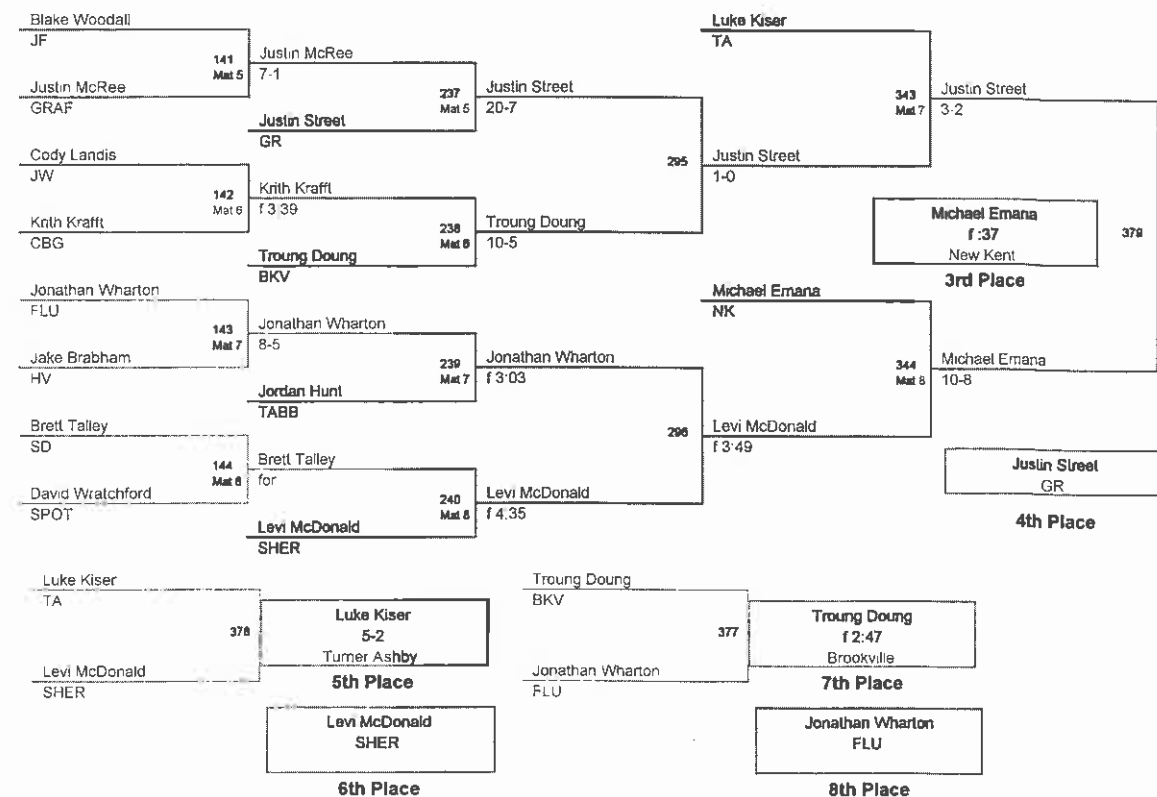 Blake Woodall
JF
141
Mat 5
Justin McRee
7-1
Justin McRee
GRAF
237
Mat 5
Justin Street
20-7
Justin Street
GR
Cody Landis
JW
142
Mat 6
Krith Krafft
f 3:39
Krith Krafft
CBG
238
Mat 6
Troung Doung
10-5
Troung Doung
BKV
295
Justin Street
1-0
Luke Kiser
TA
343
Mat 7
Justin Street
3-2
Jonathan Wharton
FLU
143
Mat 7
Jonathan Wharton
8-5
Jake Brabham
HV
239
Mat 7
Jonathan Wharton
f 3:03
Jordan Hunt
TABB
Brett Talley
SD
144
Mat 8
Brett Talley
for
David Wratchford
SPOT
240
Mat 8
Levi McDonald
f 4:35
Levi McDonald
SHER
296
Levi McDonald
f 3:49
Michael Emana
NK
344
Mat 8
Michael Emana
10-8
Michael Emana
f :37
New Kent
379
3rd Place
Justin Street
GR
4th Place
Luke Kiser
TA
Levi McDonald
SHER
Luke Kiser
5-2
Turner Ashby
5th Place
Levi McDonald
SHER
6th Place
Troung Doung
BKV
377
Jonathan Wharton
FLU
Troung Doung
f 2:47
Brookville
7th Place
Jonathan Wharton
FLU
8th Place